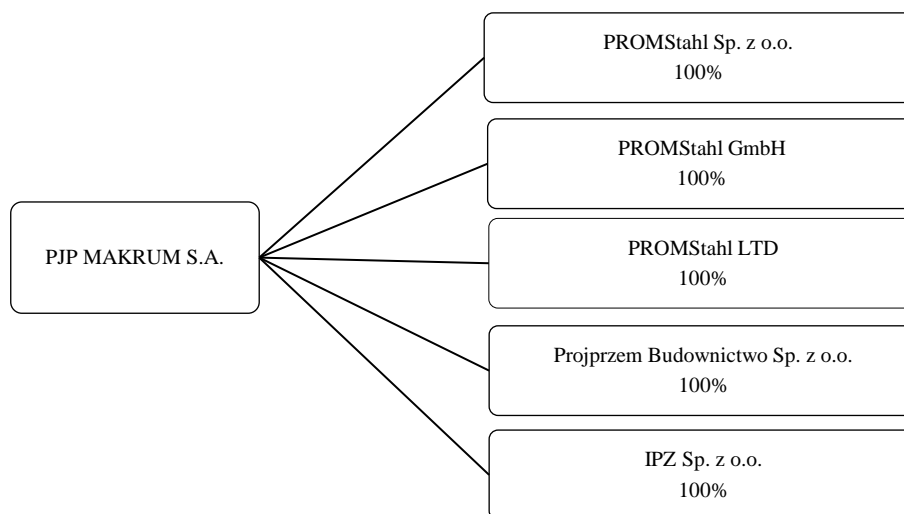 PROMStahl Sp. z o.o.
100%
PROMStahl GmbH
100%
PJP MAKRUM S.A.
PROMStahl LTD
100%
Projprzem Budownictwo Sp. z o.o.
100%
IPZ Sp. z o.o.
100%